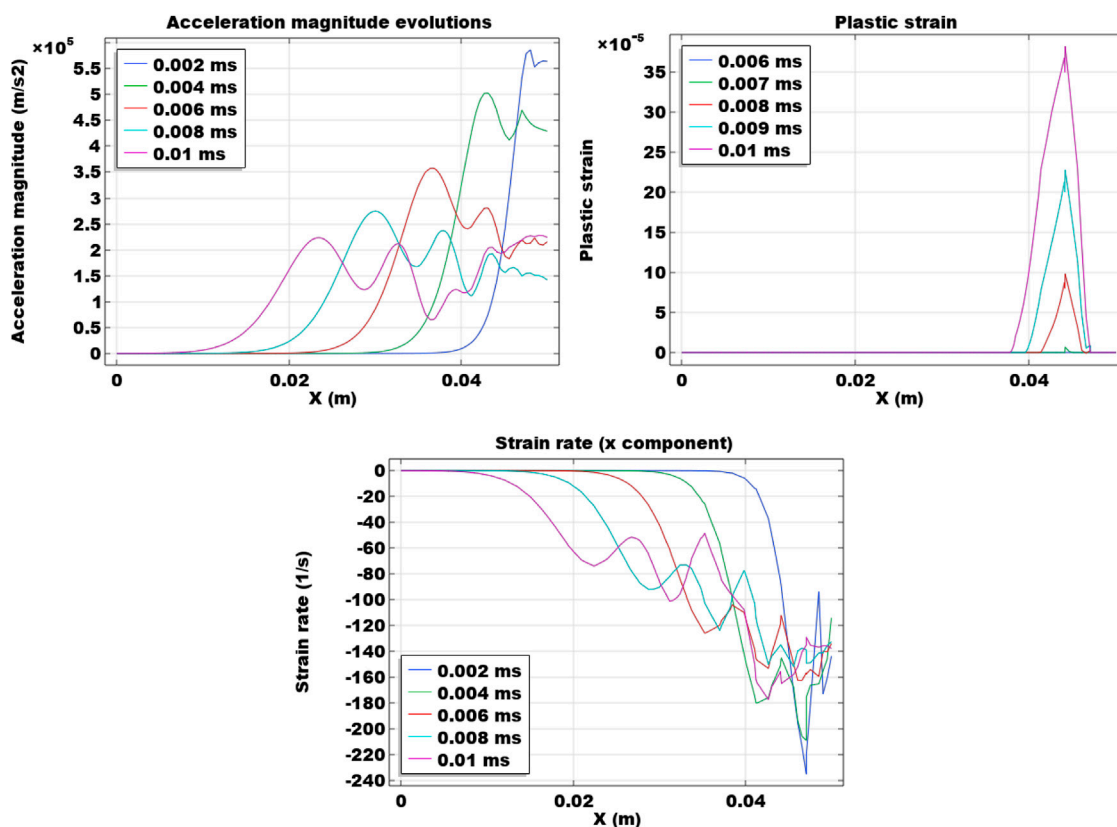 Acceleration magnitude evolutions
×10⁵
5.5
5
4.5
4
3.5
3
2.5
2
1.5
1
0.5
0
Acceleration magnitude (m/s2)
0.002 ms
0.004 ms
0.006 ms
0.008 ms
0.01 ms
0 0.02 0.04
X (m)
Plastic strain
×10⁻⁵
35
30
25
20
15
10
5
0
Plastic strain
0.006 ms
0.007 ms
0.008 ms
0.009 ms
0.01 ms
0 0.02 0.04
X (m)
Strain rate (x component)
0
-20
-40
-60
-80
-100
-120
-140
-160
-180
-200
-220
-240
Strain rate (1/s)
0.002 ms
0.004 ms
0.006 ms
0.008 ms
0.01 ms
0 0.02 0.04
X (m)